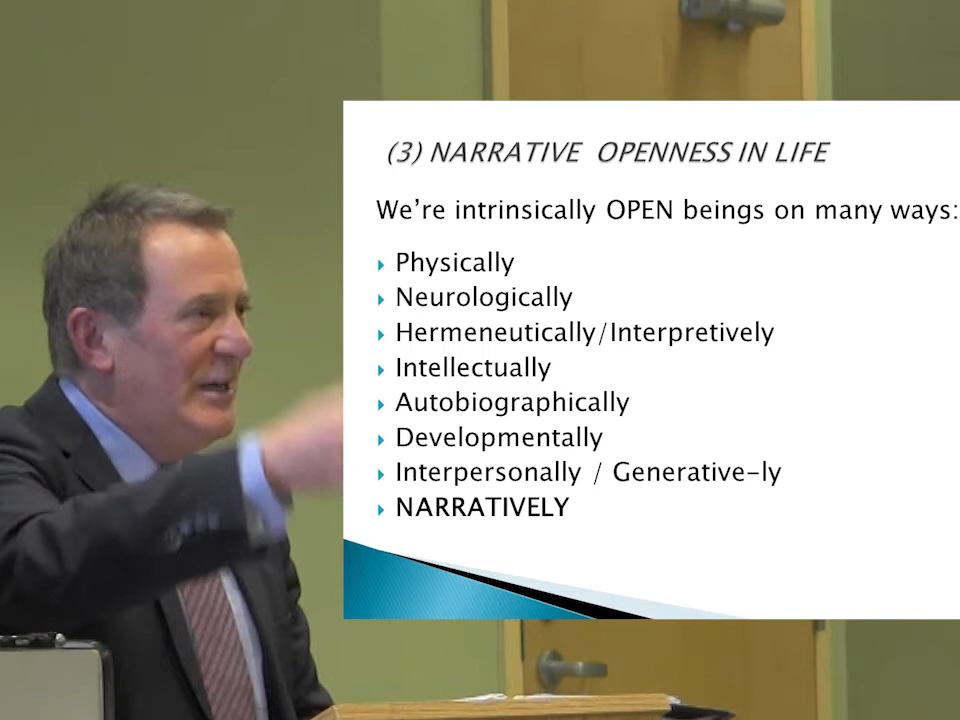 (3) NARRATIVE OPENNESS IN LIFE
We're intrinsically OPEN beings on many ways:
Physically
Neurologically
Hermeneutically/Interpretively
Intellectually
Autobiographically
Developmentally
Interpersonally / Generative-ly
NARRATIVELY